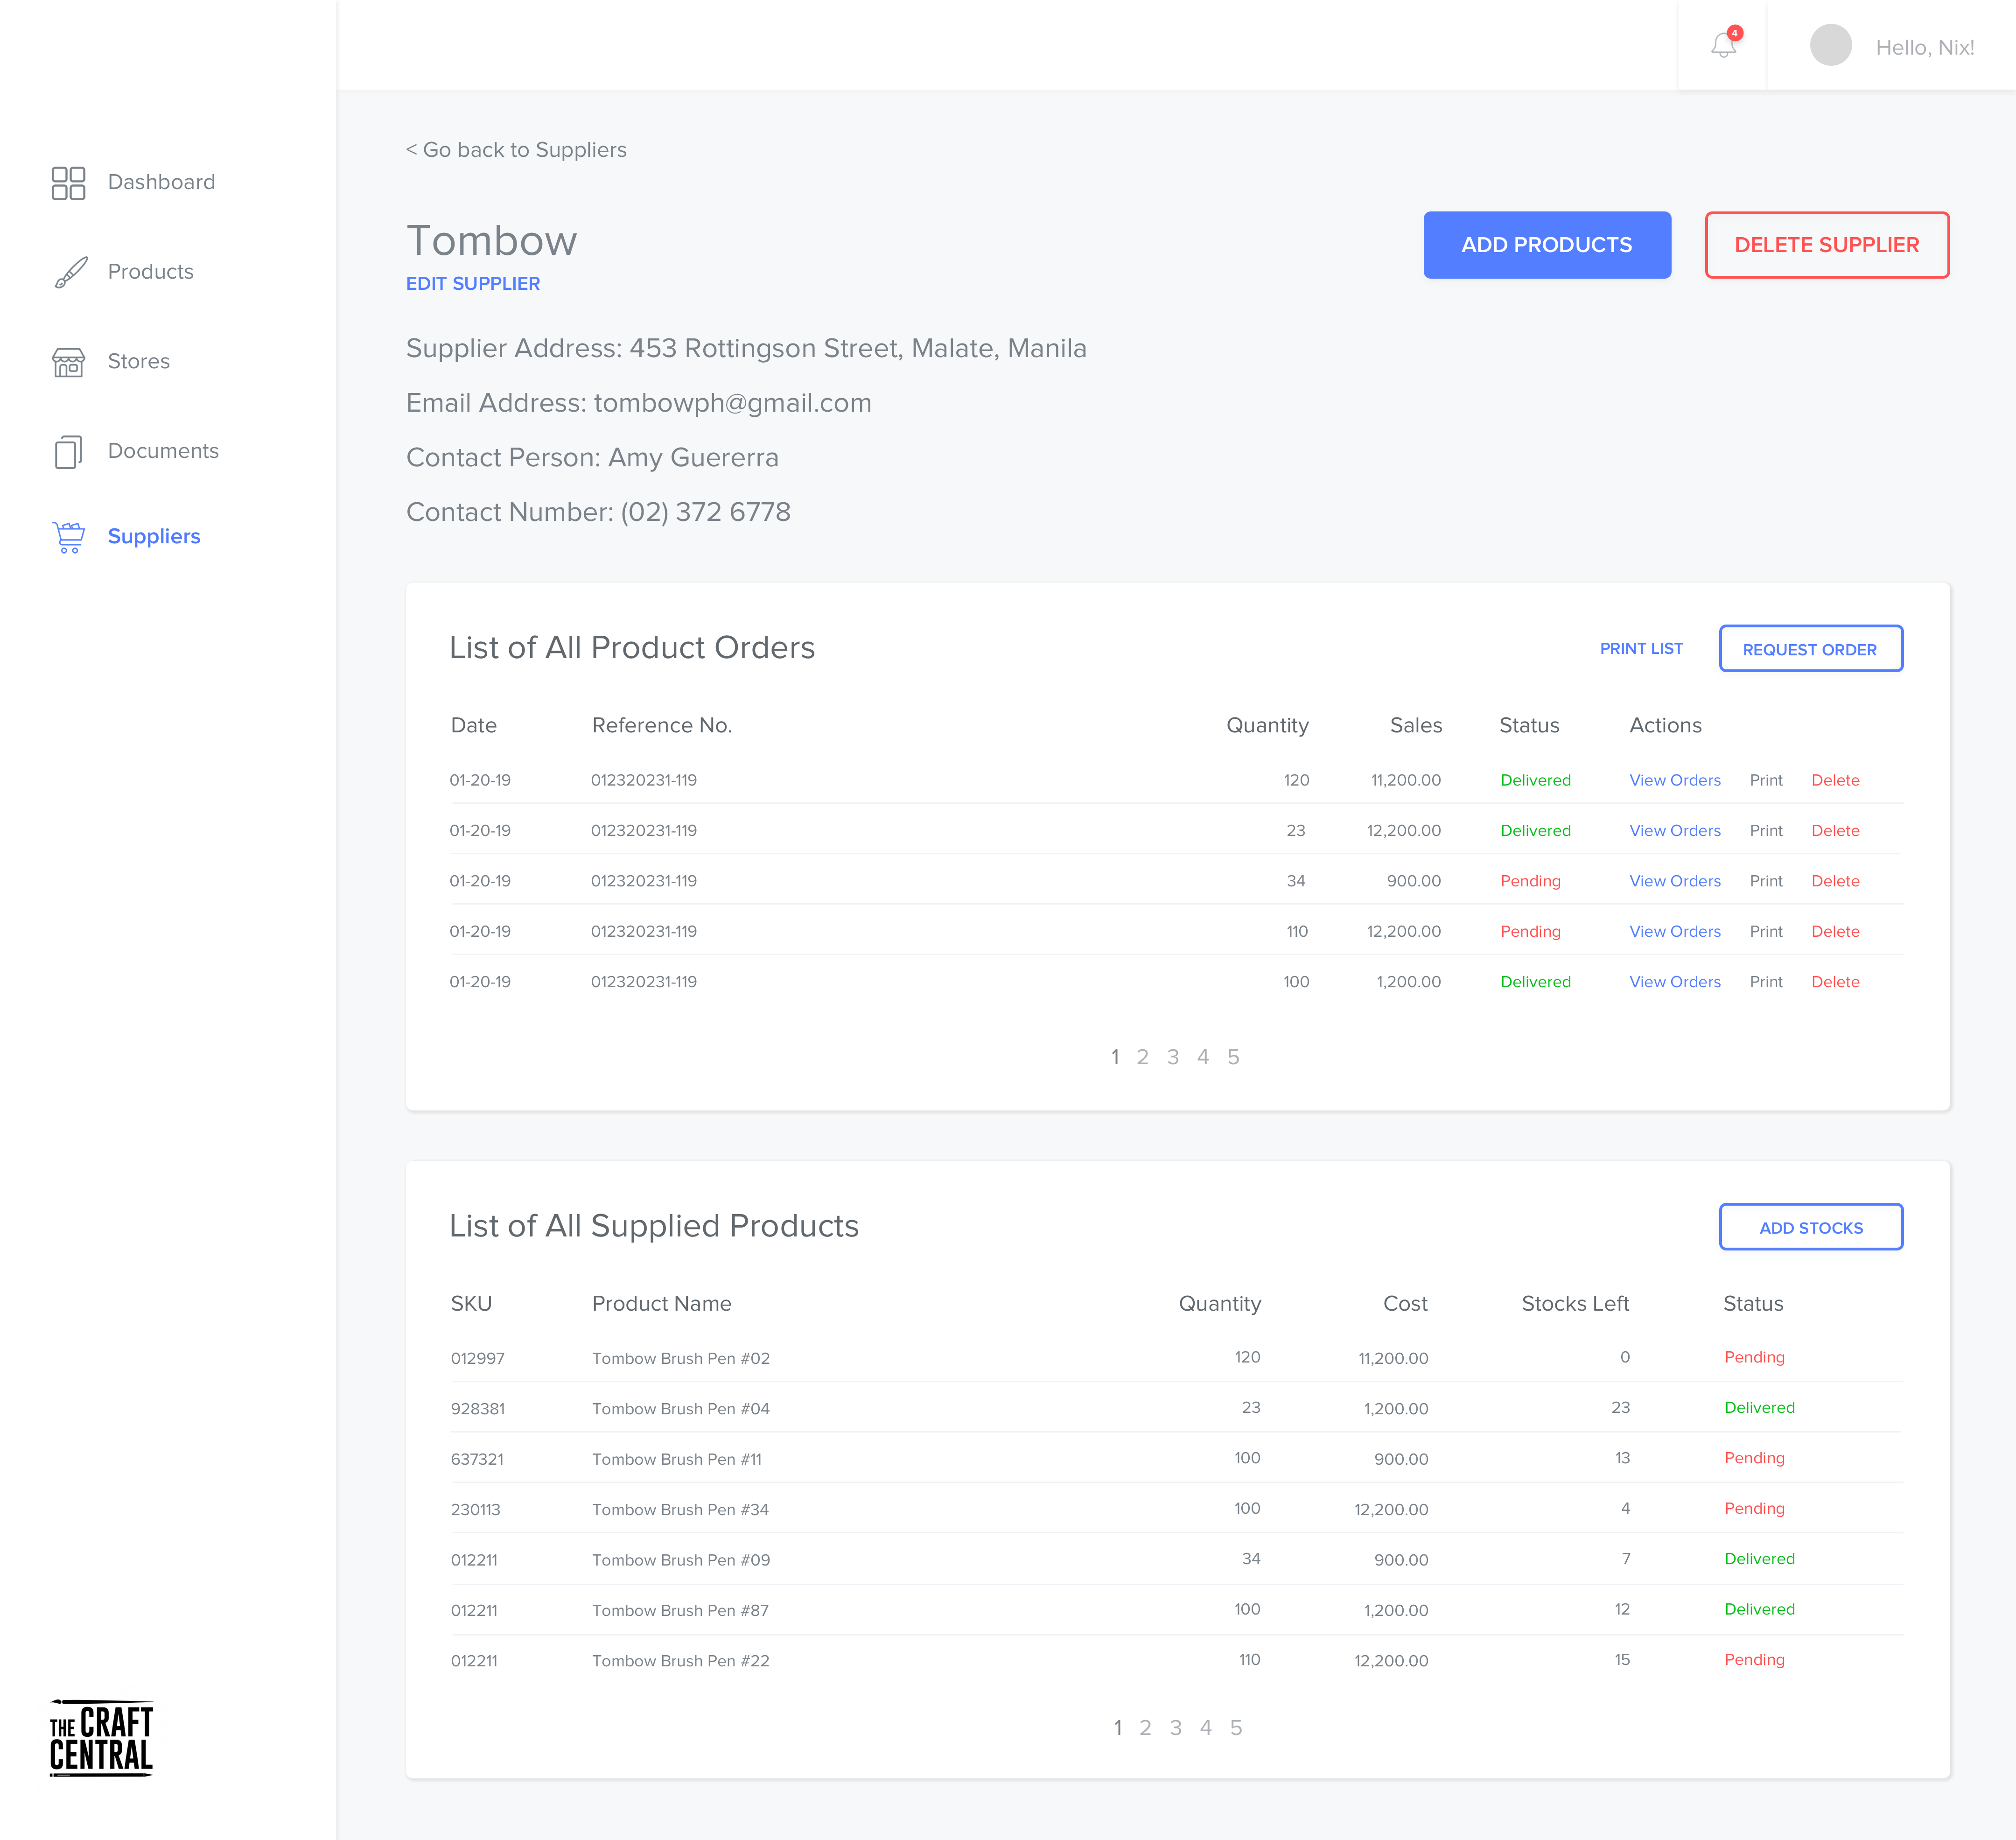 4
Hello, Nix!
Dashboard
Products
Stores
Documents
Suppliers
THE CRAFT
CENTRAL
< Go back to Suppliers
Tombow
EDIT SUPPLIER
ADD PRODUCTS
DELETE SUPPLIER
Supplier Address: 453 Rottingson Street, Malate, Manila
Email Address: tombowph@gmail.com
Contact Person: Amy Guererra
Contact Number: (02) 372 6778
List of All Product Orders
PRINT LIST
REQUEST ORDER
Date Reference No. Quantity Sales Status Actions
01-20-19 012320231-119 120 11,200.00 Delivered View Orders Print Delete
01-20-19 012320231-119 23 12,200.00 Delivered View Orders Print Delete
01-20-19 012320231-119 34 900.00 Pending View Orders Print Delete
01-20-19 012320231-119 110 12,200.00 Pending View Orders Print Delete
01-20-19 012320231-119 100 1,200.00 Delivered View Orders Print Delete
1 2 3 4 5
List of All Supplied Products
ADD STOCKS
SKU Product Name Quantity Cost Stocks Left Status
012997 Tombow Brush Pen #02 120 11,200.00 0 Pending
928381 Tombow Brush Pen #04 23 1,200.00 23 Delivered
637321 Tombow Brush Pen #11 100 900.00 13 Pending
230113 Tombow Brush Pen #34 100 12,200.00 4 Pending
012211 Tombow Brush Pen #09 34 900.00 7 Delivered
012211 Tombow Brush Pen #87 100 1,200.00 12 Delivered
012211 Tombow Brush Pen #22 110 12,200.00 15 Pending
1 2 3 4 5